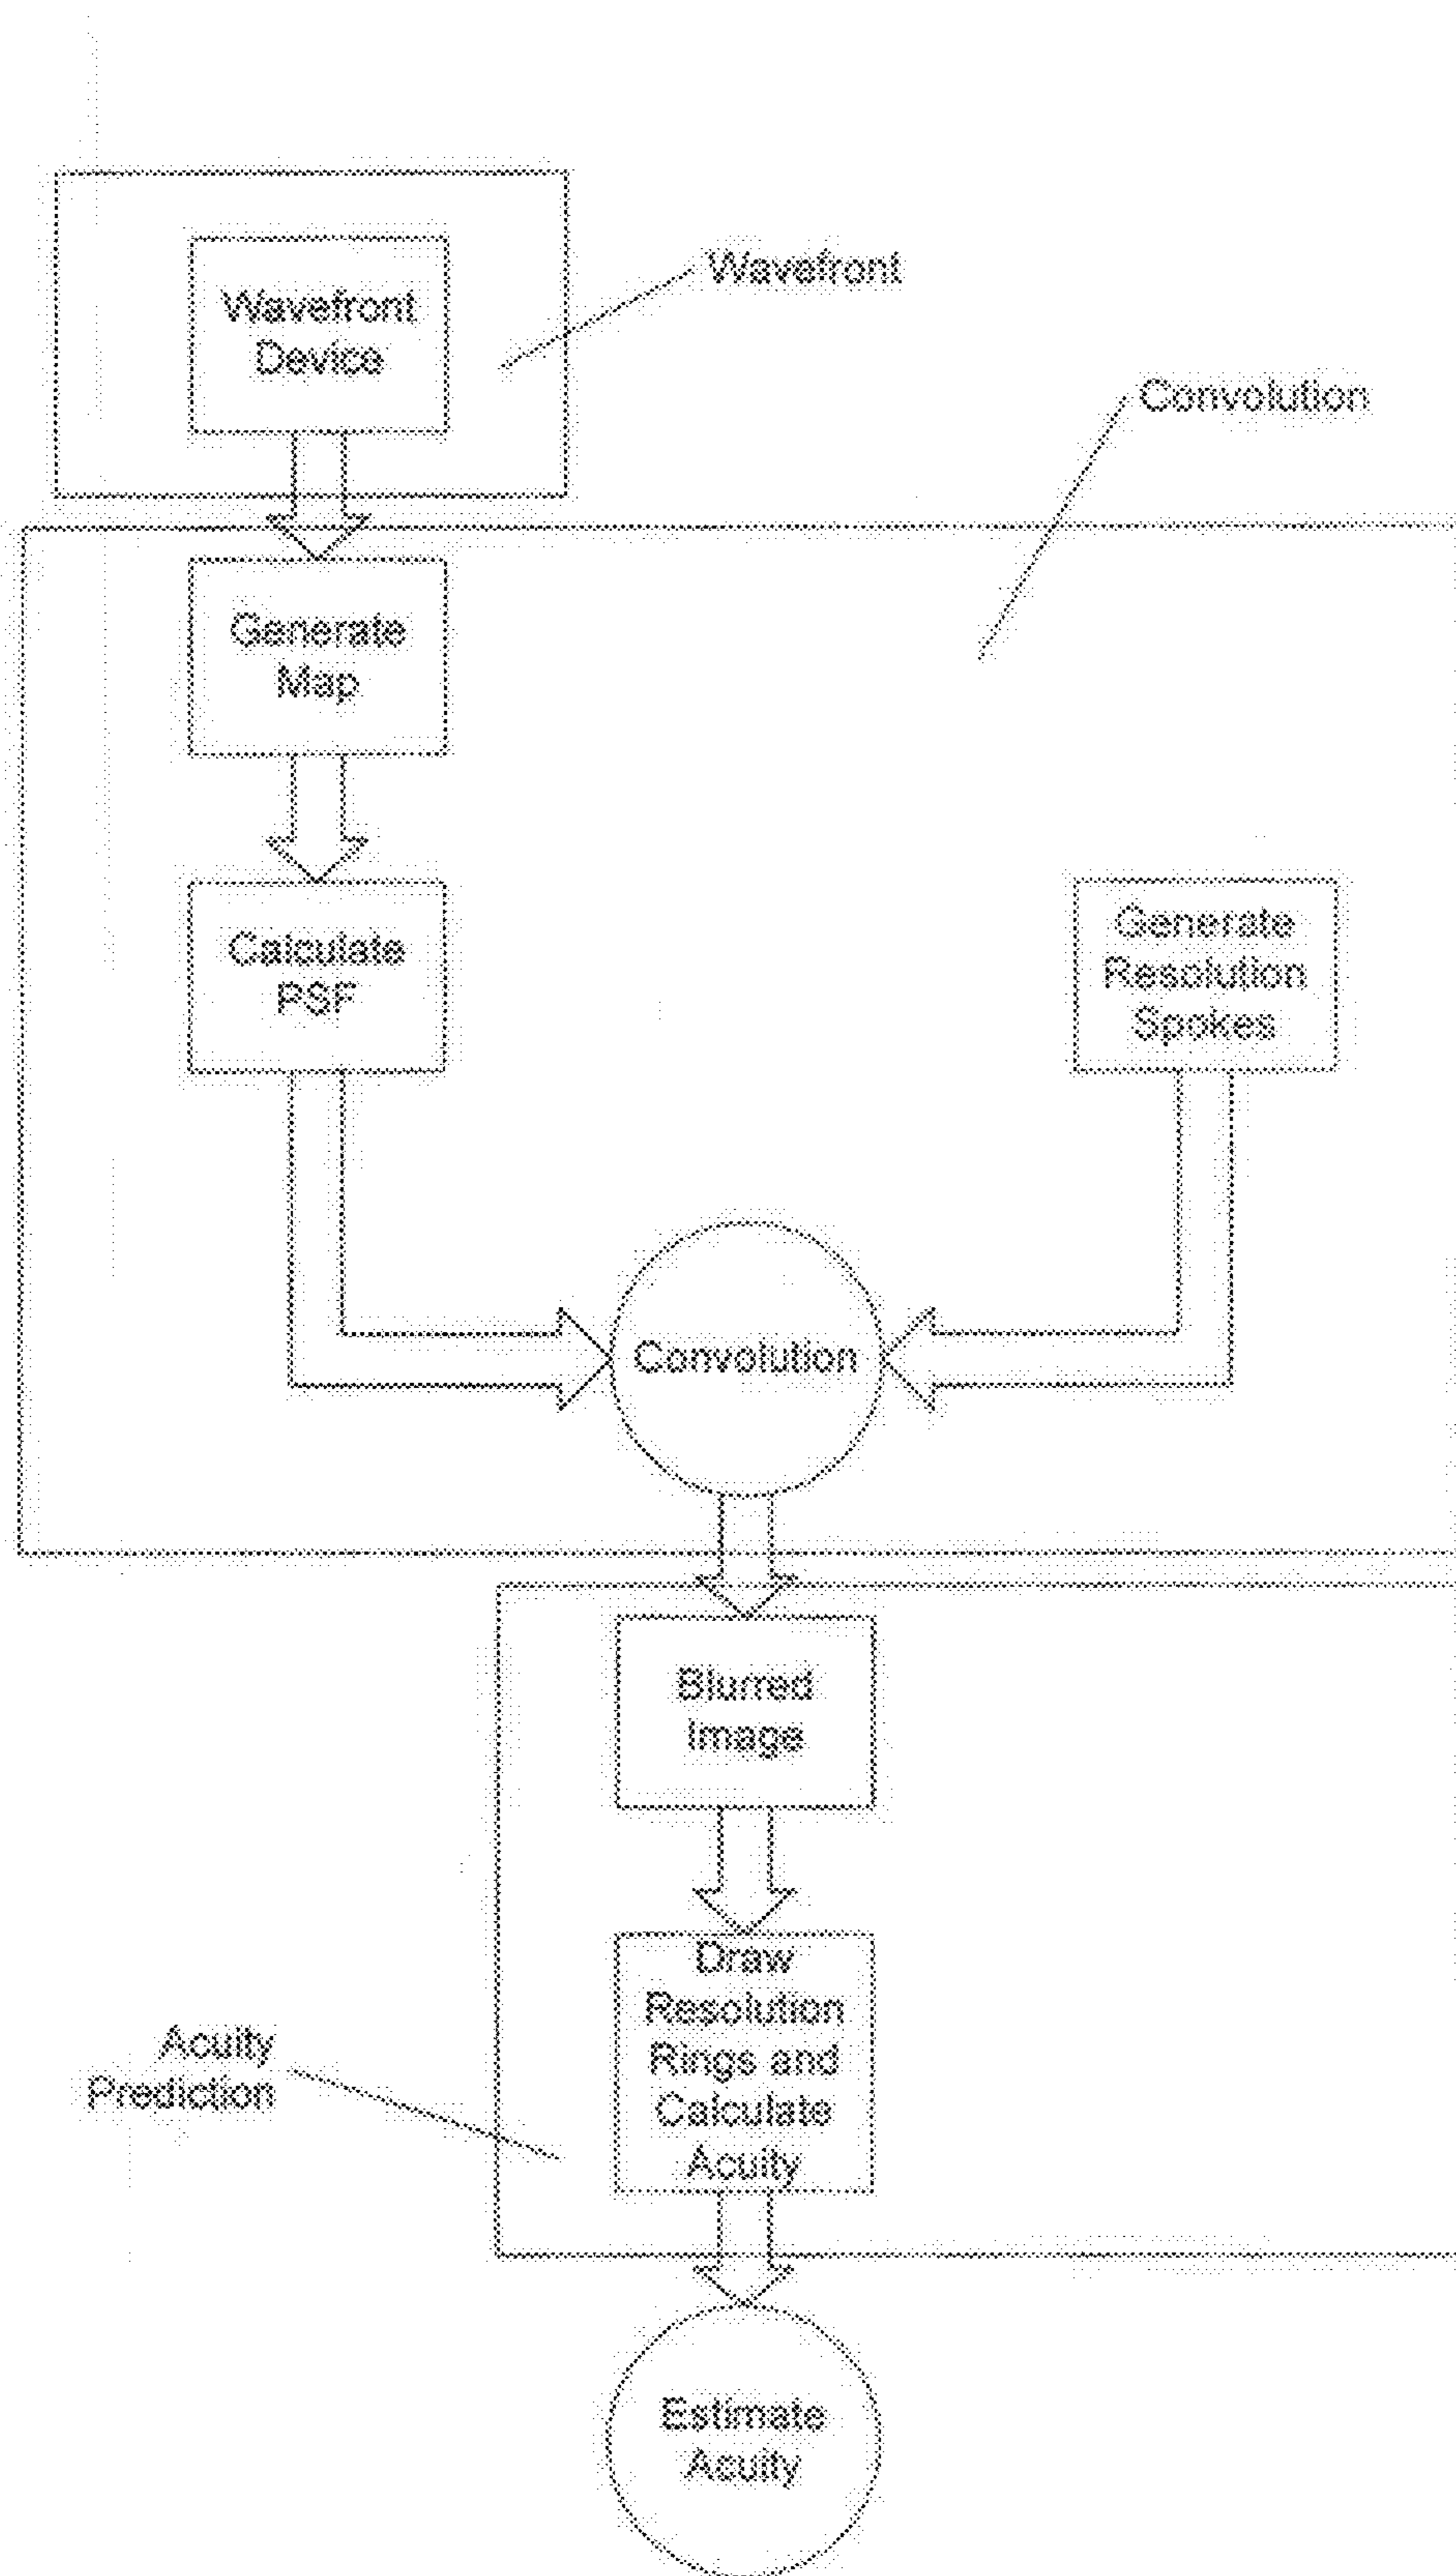 Wavefront
Device
Wavefront
Convolution
Generate
Map
Calculate
PSF
Generate
Resolution
Spokes
Convolution
Blurred
Image
Draw
Resolution
Rings and
Calculate
Acuity
Acuity
Prediction
Estimate
Acuity